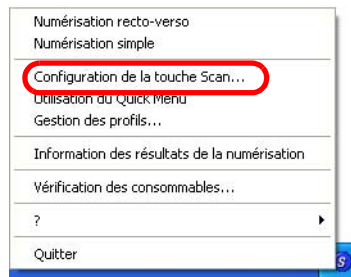 Numérisation recto-verso
Numérisation simple
Configuration de la touche Scan...
Utilisation du Quick Menu
Gestion des profils...
Information des résultats de la numérisation
Vérification des consommables...
?
Quitter
S